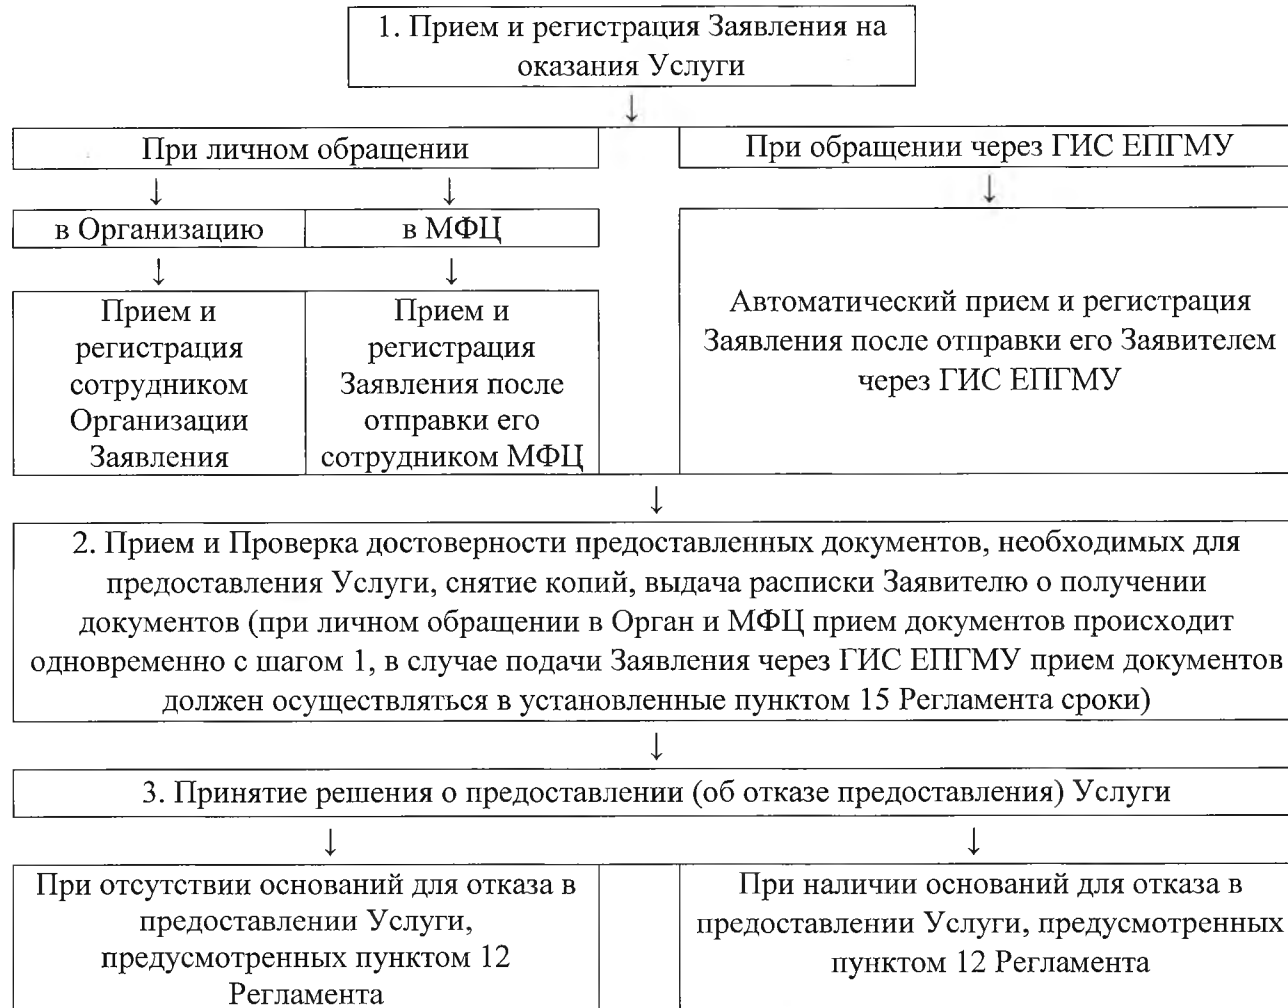 1. Прием и регистрация Заявления на
оказания Услуги
↓
При личном обращении
При обращении через ГИС ЕПГМУ
↓ ↓
↓
в Организацию
в МФЦ
↓ ↓
Прием и
регистрация
сотрудником
Организации
Заявления
Прием и
регистрация
Заявления после
отправки его
сотрудником МФЦ
Автоматический прием и регистрация
Заявления после отправки его Заявителем
через ГИС ЕПГМУ
↓
2. Прием и Проверка достоверности предоставленных документов, необходимых для
предоставления Услуги, снятие копий, выдача расписки Заявителю о получении
документов (при личном обращении в Орган и МФЦ прием документов происходит
одновременно с шагом 1, в случае подачи Заявления через ГИС ЕПГМУ прием документов
должен осуществляться в установленные пунктом 15 Регламента сроки)
↓
3. Принятие решения о предоставлении (об отказе предоставления) Услуги
↓ ↓
При отсутствии оснований для отказа в
предоставлении Услуги,
предусмотренных пунктом 12
Регламента
При наличии оснований для отказа в
предоставлении Услуги, предусмотренных
пунктом 12 Регламента